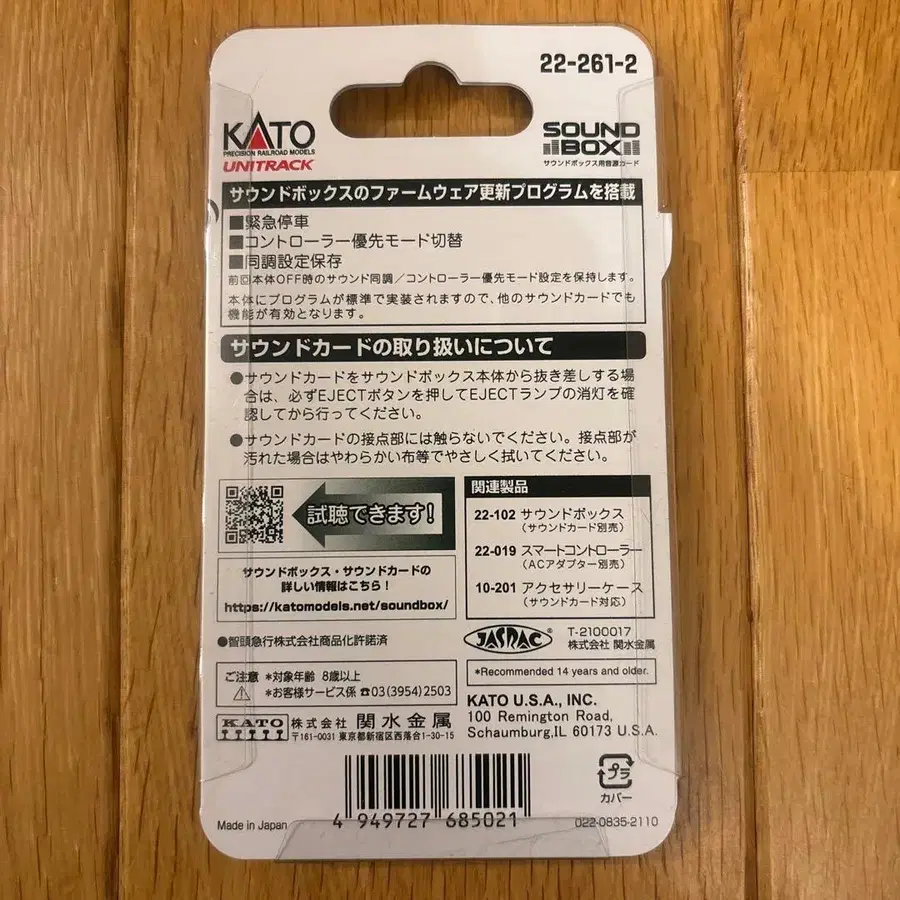 22-261-2
KATO
PRECISION RAILROAD MODELS
UNITRACK
SOUND
BOX
サウンドボックス用音源カード
サウンドボックスのファームウェア更新プログラムを搭載
■緊急停車
■コントローラー優先モード切替
■同調設定保存
前回本体OFF時のサウンド同調/コントローラー優先モード設定を保持します。
本体にプログラムが標準で実装されますので、他のサウンドカードでも
機能が有効となります。
サウンドカードの取り扱いについて
●サウンドカードをサウンドボックス本体から抜き差しする場
合は、必ずEJECTボタンを押してEJECTランプの消灯を確
認してから行ってください。
●サウンドカードの接点部には触らないでください。接点部が
汚れた場合はやわらかい布等でやさしく拭いてください。
試聴できます!
サウンドボックス・サウンドカードの
詳しい情報はこちら!
https://katomodels.net/soundbox/
関連製品
22-102 サウンドボックス
(サウンドカード別売)
22-019 スマートコントローラー
(ACアダプター別売)
10-201 アクセサリーケース
(サウンドカード対応)
●智頭急行株式会社商品化許諾済
JASRAC®
T-2100017
株式会社 関水金属
ご注意 *対象年齢 8歳以上
*お客様サービス係 ☎03(3954)2503
*Recommended 14 years and older.
KATO 株式会社 関水金属
〒161-0031 東京都新宿区西落合1-30-15
KATO U.S.A., INC.
100 Remington Road,
Schaumburg,IL 60173 U.S.A.
プラ
カバー
Made in Japan
4 949727 685021
022-0835-2110